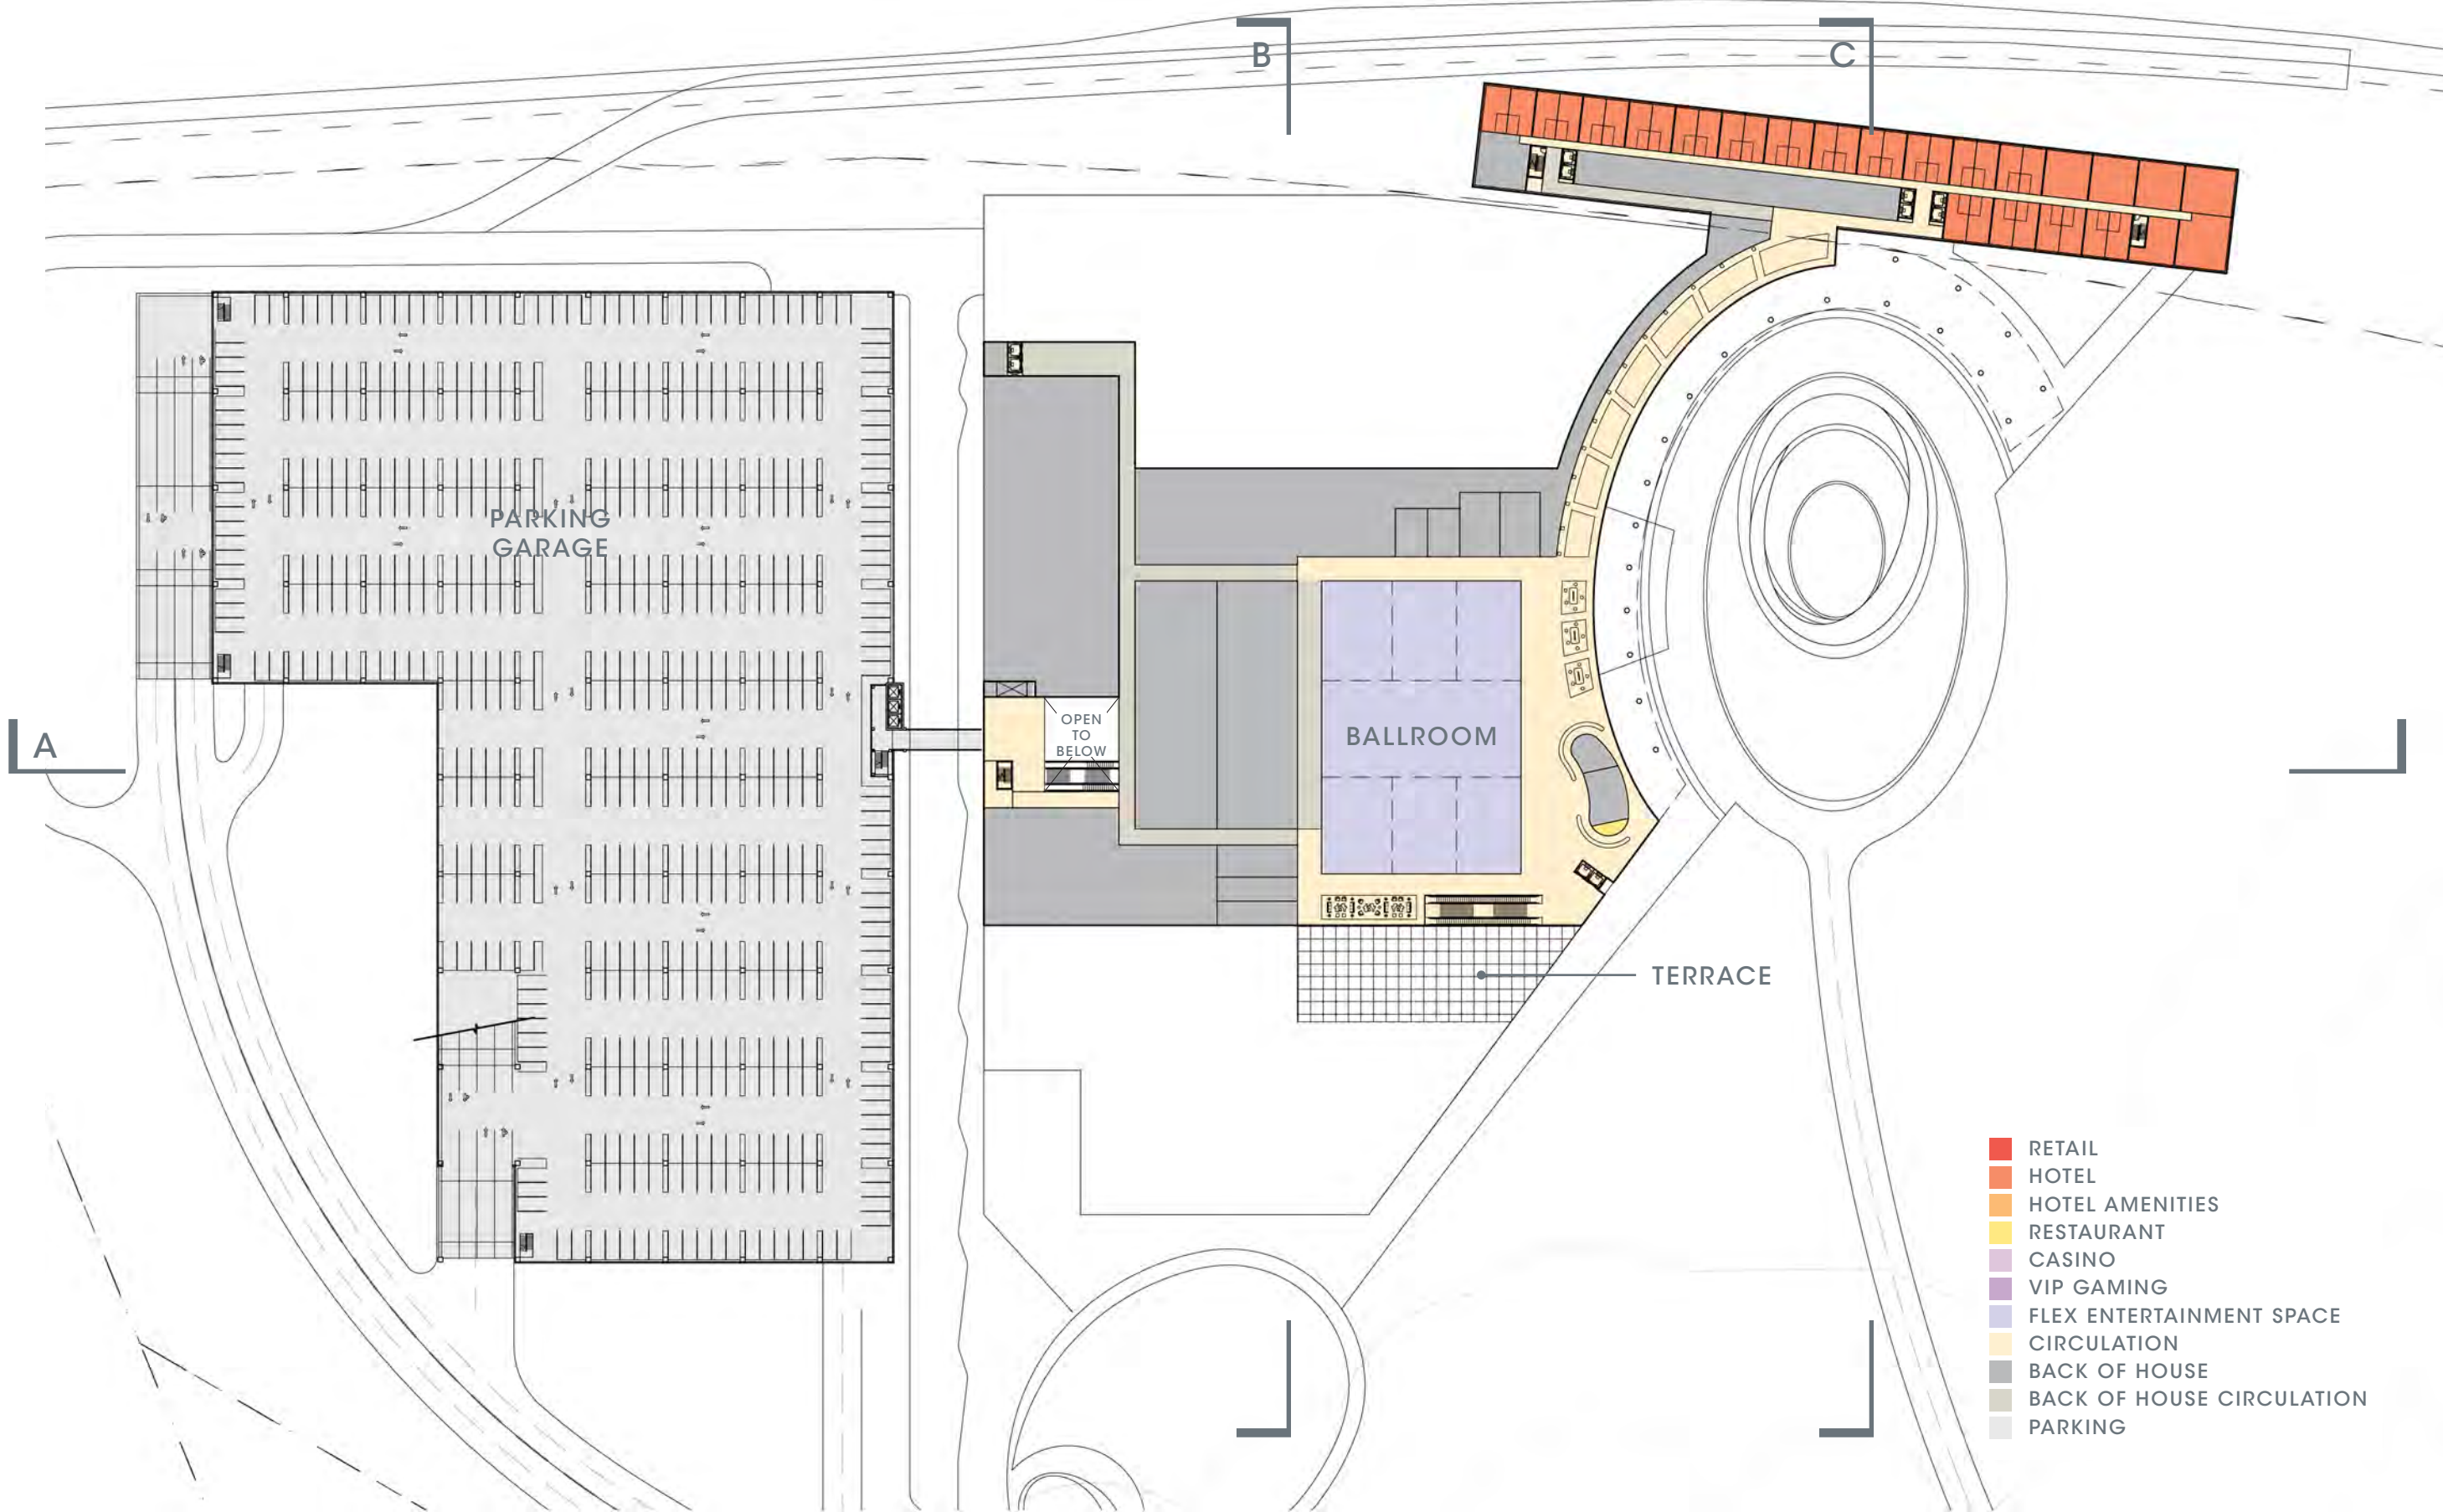 B
C
PARKING
GARAGE
OPEN
TO
BELOW
BALLROOM
A
TERRACE
RETAIL
HOTEL
HOTEL AMENITIES
RESTAURANT
CASINO
VIP GAMING
FLEX ENTERTAINMENT SPACE
CIRCULATION
BACK OF HOUSE
BACK OF HOUSE CIRCULATION
PARKING